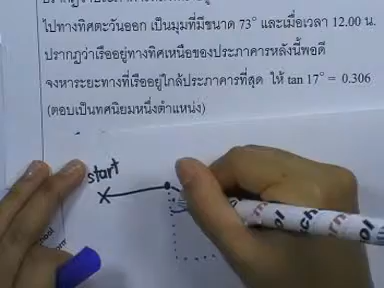 ไปทางทิศตะวันออก เป็นมุมที่มีขนาด 73° และเมื่อเวลา 12.00 น.
ปรากฏว่าเรืออยู่ทางทิศเหนือของประภาคารหลังนี้พอดี
จงหาระยะทางที่เรืออยู่ใกล้ประภาคารที่สุด ให้ tan 17° = 0.306
(ตอบเป็นทศนิยมหนึ่งตำแหน่ง)
start